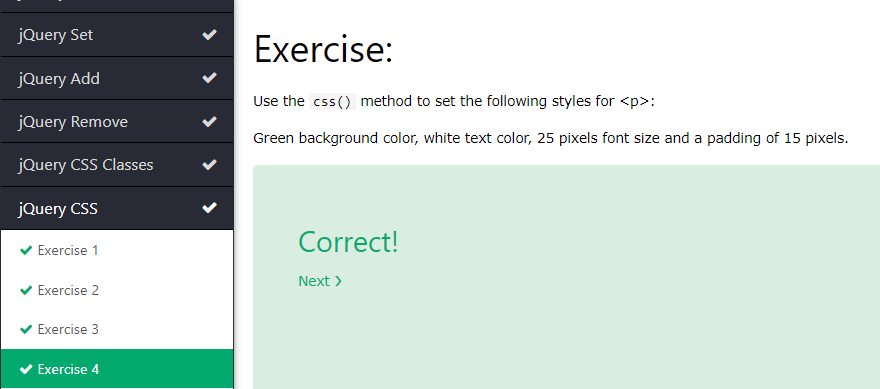 jQuery Set
jQuery Add
jQuery Remove
jQuery CSS Classes
jQuery CSS
Exercise 1
Exercise 2
Exercise 3
Exercise 4
Exercise:
Use the css() method to set the following styles for <p>:
Green background color, white text color, 25 pixels font size and a padding of 15 pixels.
Correct!
Next ❯